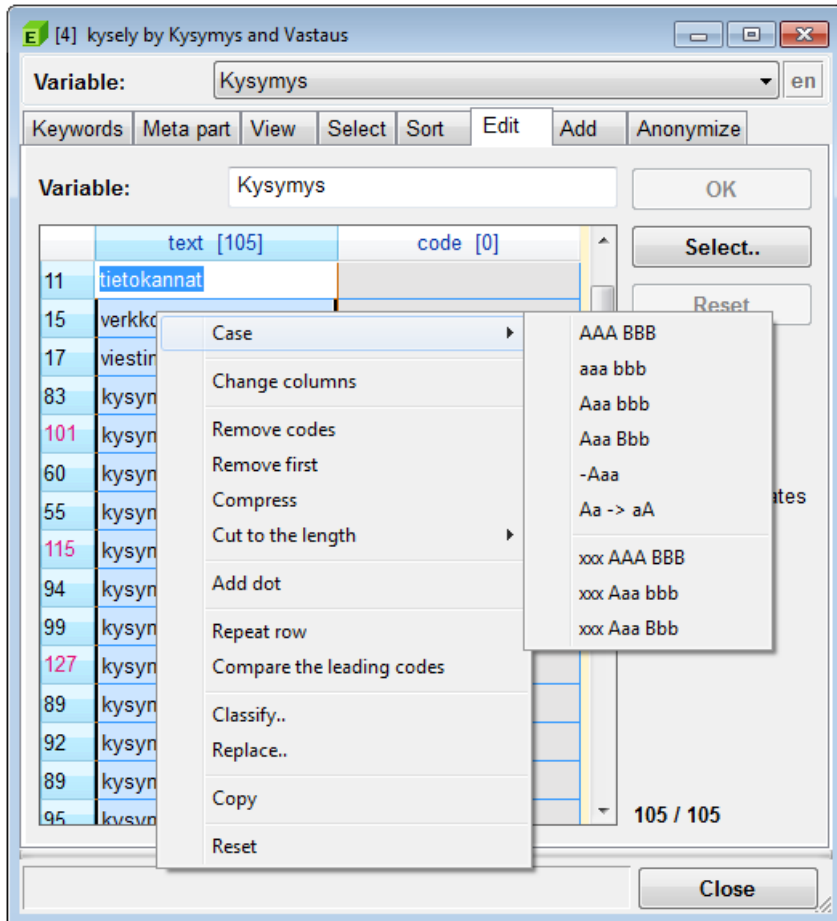 E [4] kysely by Kysymys and Vastaus
Variable: Kysymys en
Keywords Meta part View Select Sort Edit Add Anonymize
Variable: Kysymys OK
text [105] code [0] Select..
11 tietokannat
Reset
15
17
83
101
60
55
115
94
99
127
89
92
89
95
Case
Change columns
Remove codes
Remove first
Compress
Cut to the length
Add dot
Repeat row
Compare the leading codes
Classify..
Replace..
Copy
Reset
AAA BBB
aaa bbb
Aaa bbb
Aaa Bbb
-Aaa
Aa -> aA
xxx AAA BBB
xxx Aaa bbb
xxx Aaa Bbb
105 / 105
Close